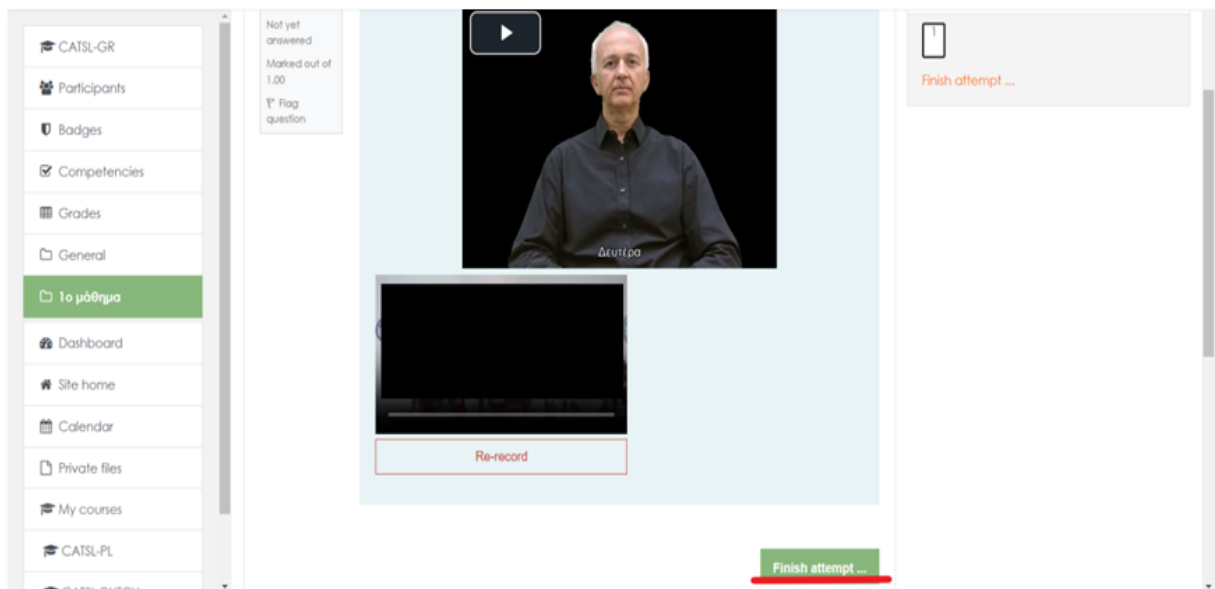 CATSL-GR
Participants
Badges
Competencies
Grades
General
1ο μάθημα
Dashboard
Site home
Calendar
Private files
My courses
CATSL-PL
Not yet
answered
Marked out of
1.00
Flag
question
Δευτέρα
Re-record
Finish attempt ...
1
Finish attempt ...